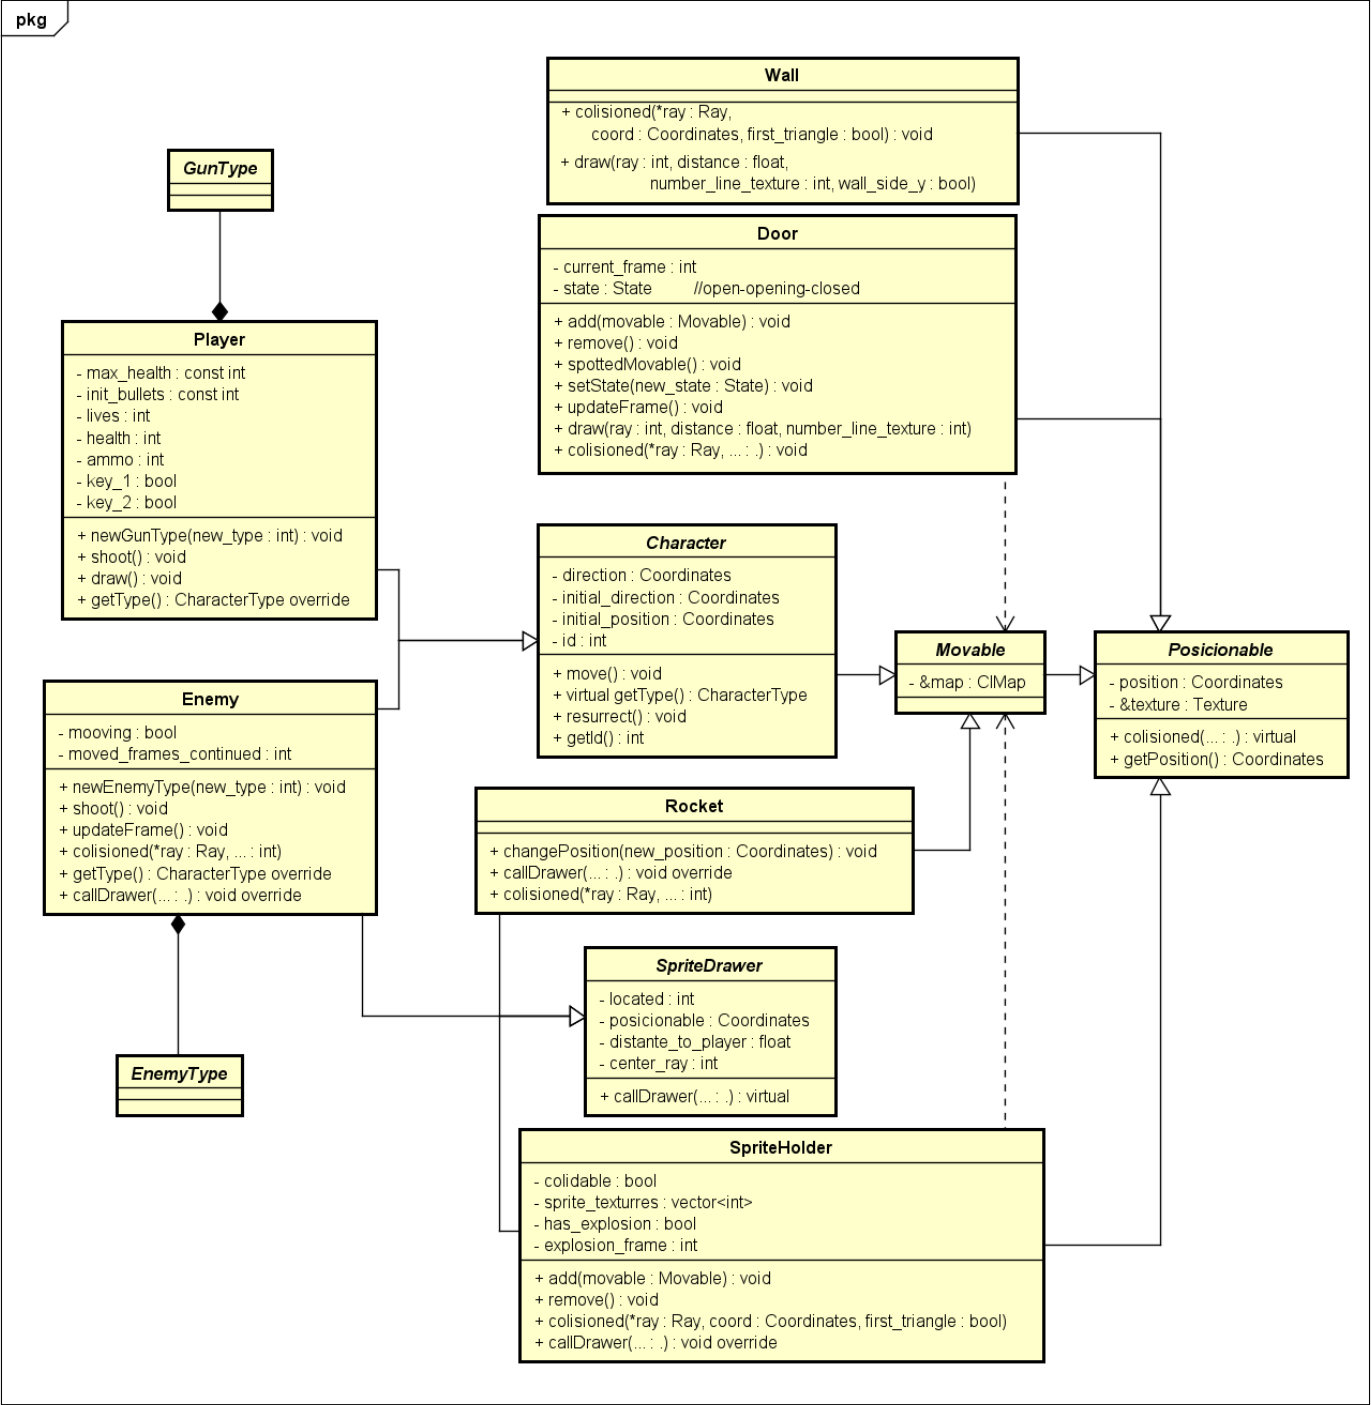 pkg
Wall
+ colisioned(*ray : Ray,
coord : Coordinates, first_triangle : bool) : void
+ draw(ray : int, distance : float,
number_line_texture : int, wall_side_y : bool)
GunType
Door
- current_frame : int
- state : State //open-opening-closed
+ add(movable : Movable) : void
+ remove() : void
+ spottedMovable() : void
+ setState(new_state : State) : void
+ updateFrame() : void
+ draw(ray : int, distance : float, number_line_texture : int)
+ colisioned(*ray : Ray, ... : .) : void
Player
- max_health : const int
- init_bullets : const int
- lives : int
- health : int
- ammo : int
- key_1 : bool
- key_2 : bool
+ newGunType(new_type : int) : void
+ shoot() : void
+ draw() : void
+ getType() : CharacterType override
Character
- direction : Coordinates
- initial_direction : Coordinates
- initial_position : Coordinates
- id : int
+ move() : void
+ virtual getType() : CharacterType
+ resurrect() : void
+ getId() : int
Movable
- &map : ClMap
Posicionable
- position : Coordinates
- &texture : Texture
+ colisioned(... : .) : virtual
+ getPosition() : Coordinates
Enemy
- mooving : bool
- moved_frames_continued : int
+ newEnemyType(new_type : int) : void
+ shoot() : void
+ updateFrame() : void
+ colisioned(*ray : Ray, ... : int)
+ getType() : CharacterType override
+ callDrawer(... : .) : void override
Rocket
+ changePosition(new_position : Coordinates) : void
+ callDrawer(... : .) : void override
+ colisioned(*ray : Ray, ... : int)
SpriteDrawer
- located : int
- posicionable : Coordinates
- distante_to_player : float
- center_ray : int
+ callDrawer(... : .) : virtual
EnemyType
SpriteHolder
- colidable : bool
- sprite_texturres : vector<int>
- has_explosion : bool
- explosion_frame : int
+ add(movable : Movable) : void
+ remove() : void
+ colisioned(*ray : Ray, coord : Coordinates, first_triangle : bool)
+ callDrawer(... : .) : void override